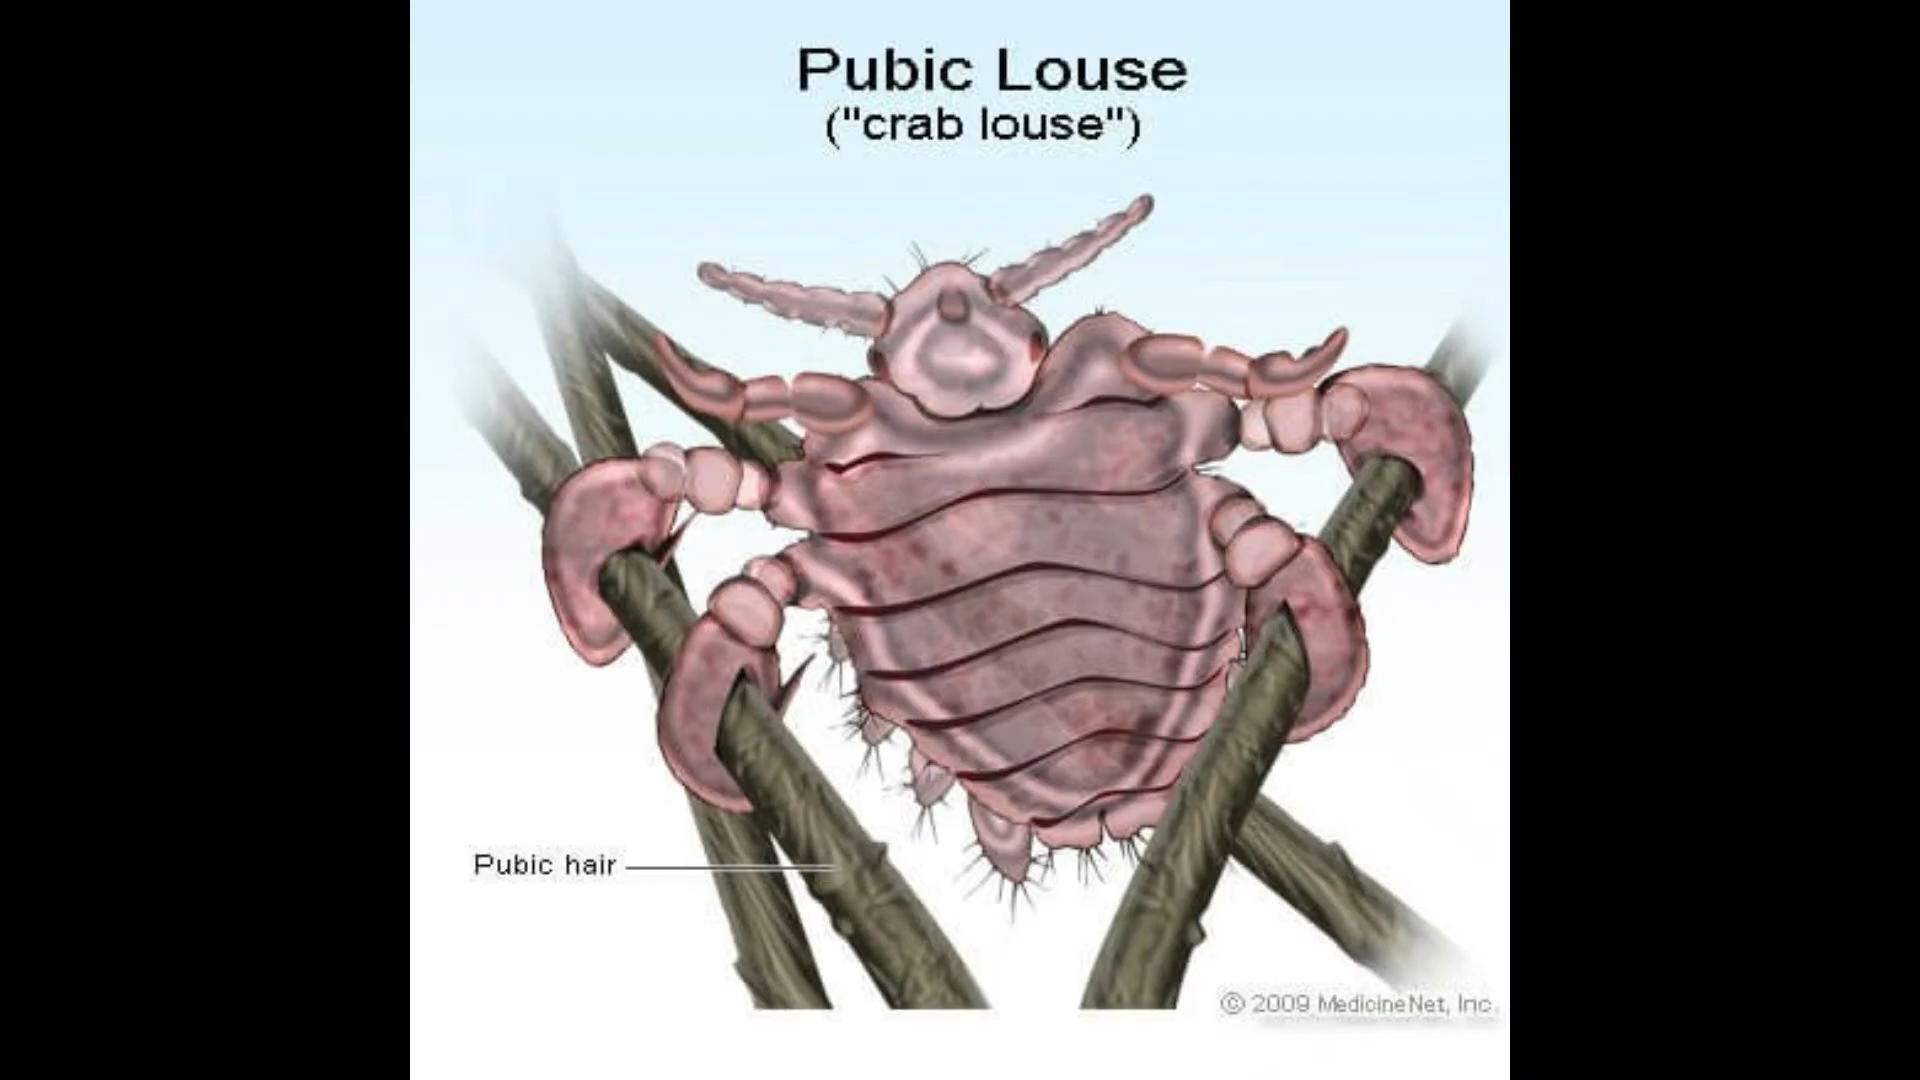 Pubic Louse
("crab louse")
Pubic hair
© 2009 MedicineNet, Inc.